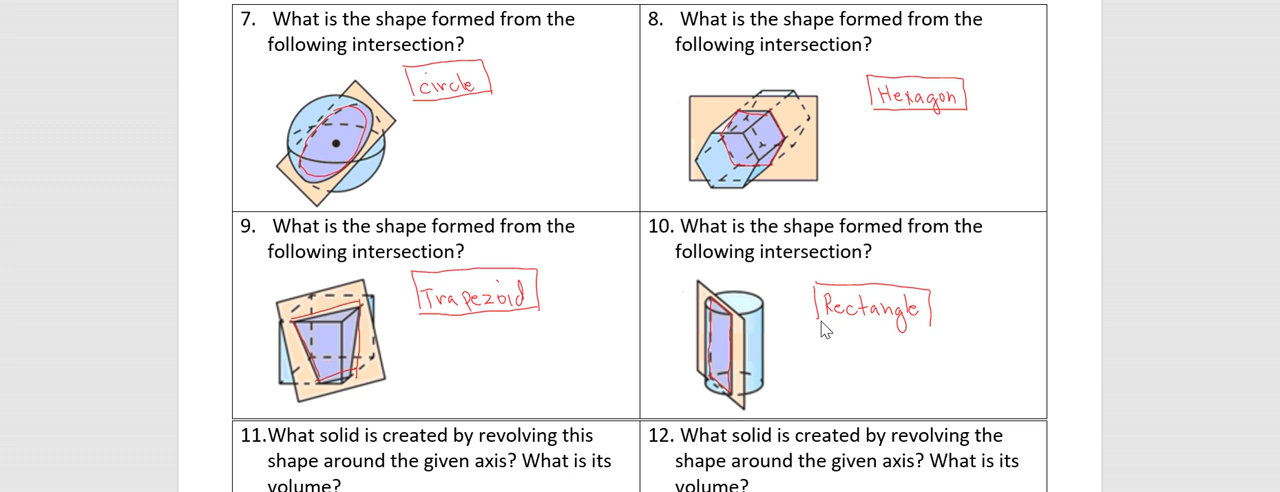 7. What is the shape formed from the
following intersection?
circle
8. What is the shape formed from the
following intersection?
Hexagon
9. What is the shape formed from the
following intersection?
Trapezoid
10. What is the shape formed from the
following intersection?
Rectangle
11.What solid is created by revolving this
shape around the given axis? What is its
volume?
12. What solid is created by revolving the
shape around the given axis? What is its
volume?